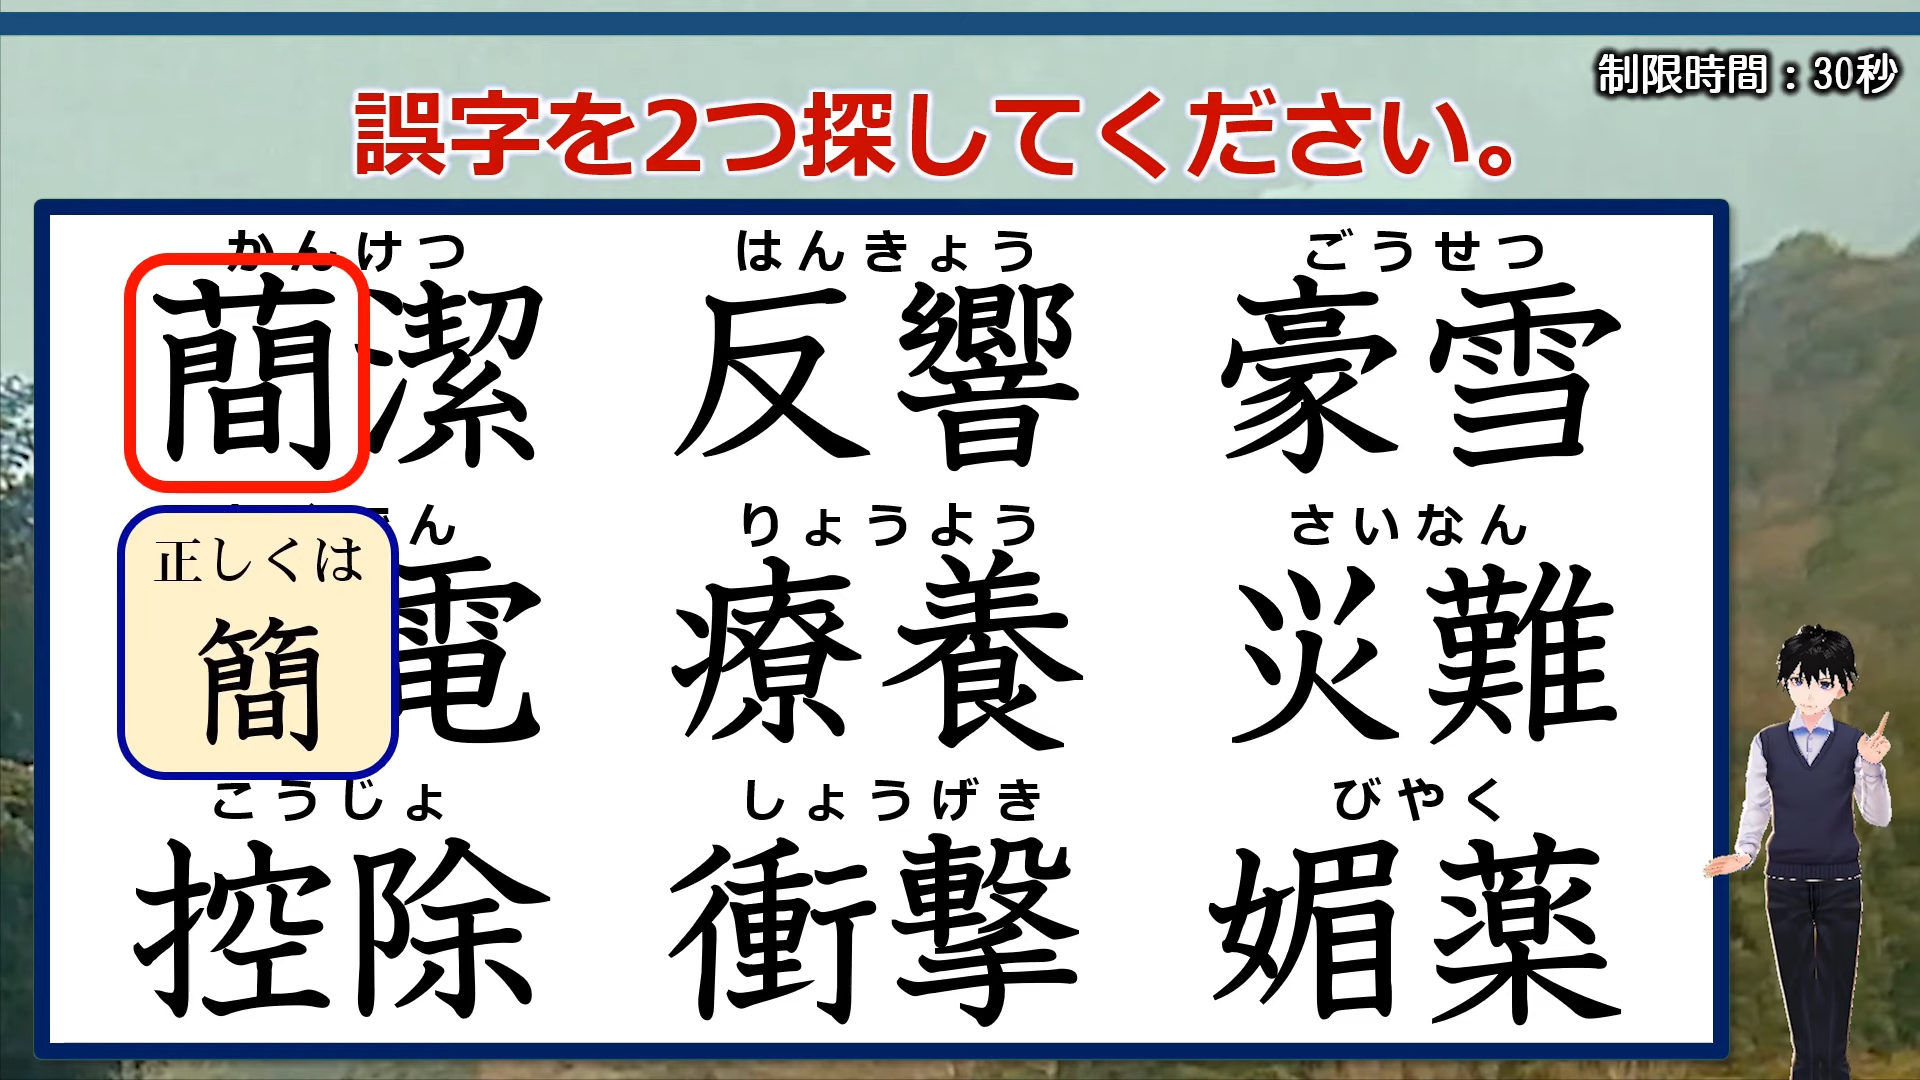 制限時間：30秒
誤字を2つ探してください。
かんけつ はんきょう ごうせつ
蕑潔 反響 豪雪
ん りょうよう さいなん
電 療養 災難
正しくは
簡
こうじょ しょうげき びやく
控除 衝撃 媚薬